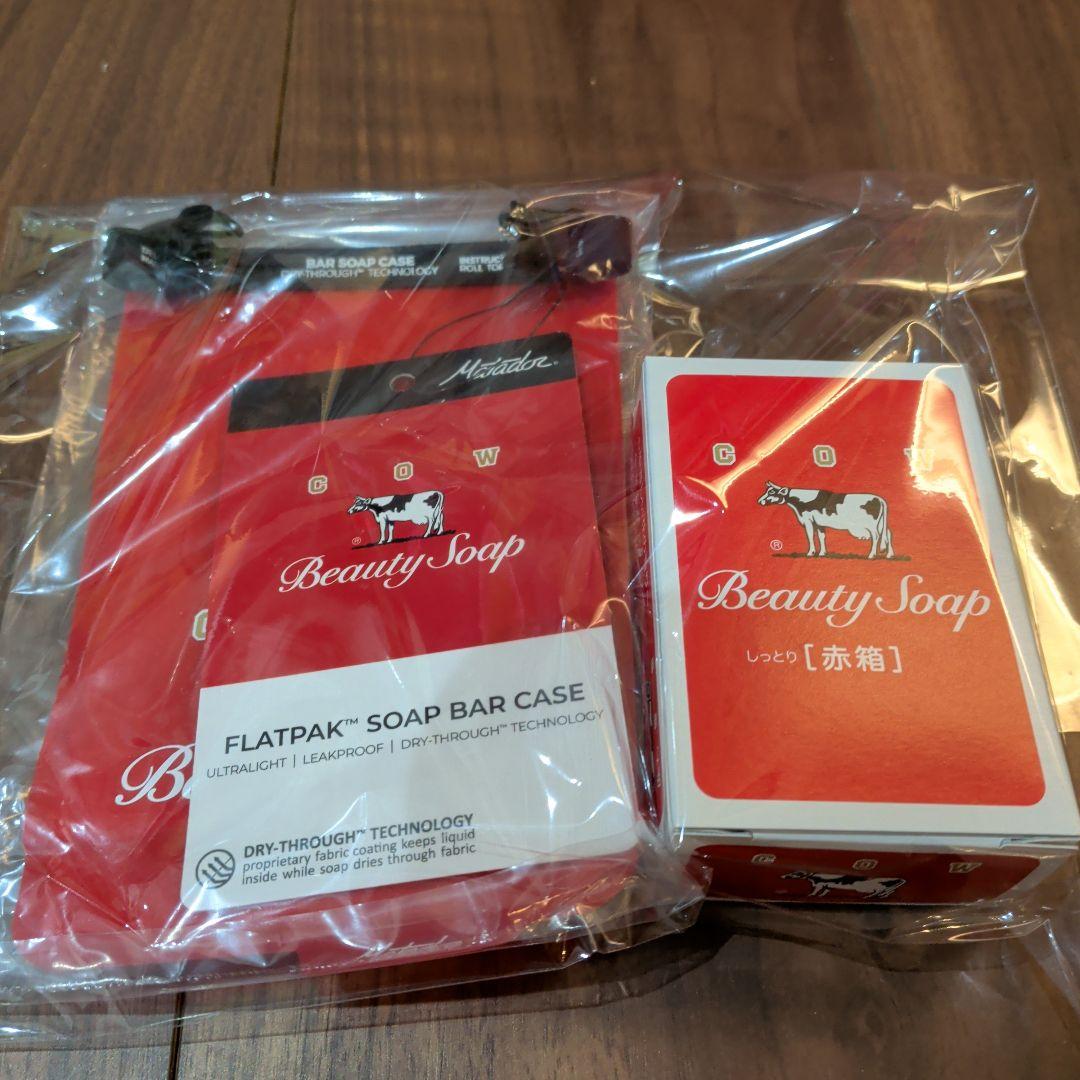 BAR SOAP CASE
DRY-THROUGH™ TECHNOLOGY
ROLL TOP
Matador®
C O W
®
Beauty Soap
FLATPAK™ SOAP BAR CASE
ULTRALIGHT | LEAKPROOF | DRY-THROUGH™ TECHNOLOGY
DRY-THROUGH™ TECHNOLOGY
proprietary fabric coating keeps liquid
inside while soap dries through fabric
C O W
®
Beauty Soap
しっとり［赤箱］
C O W